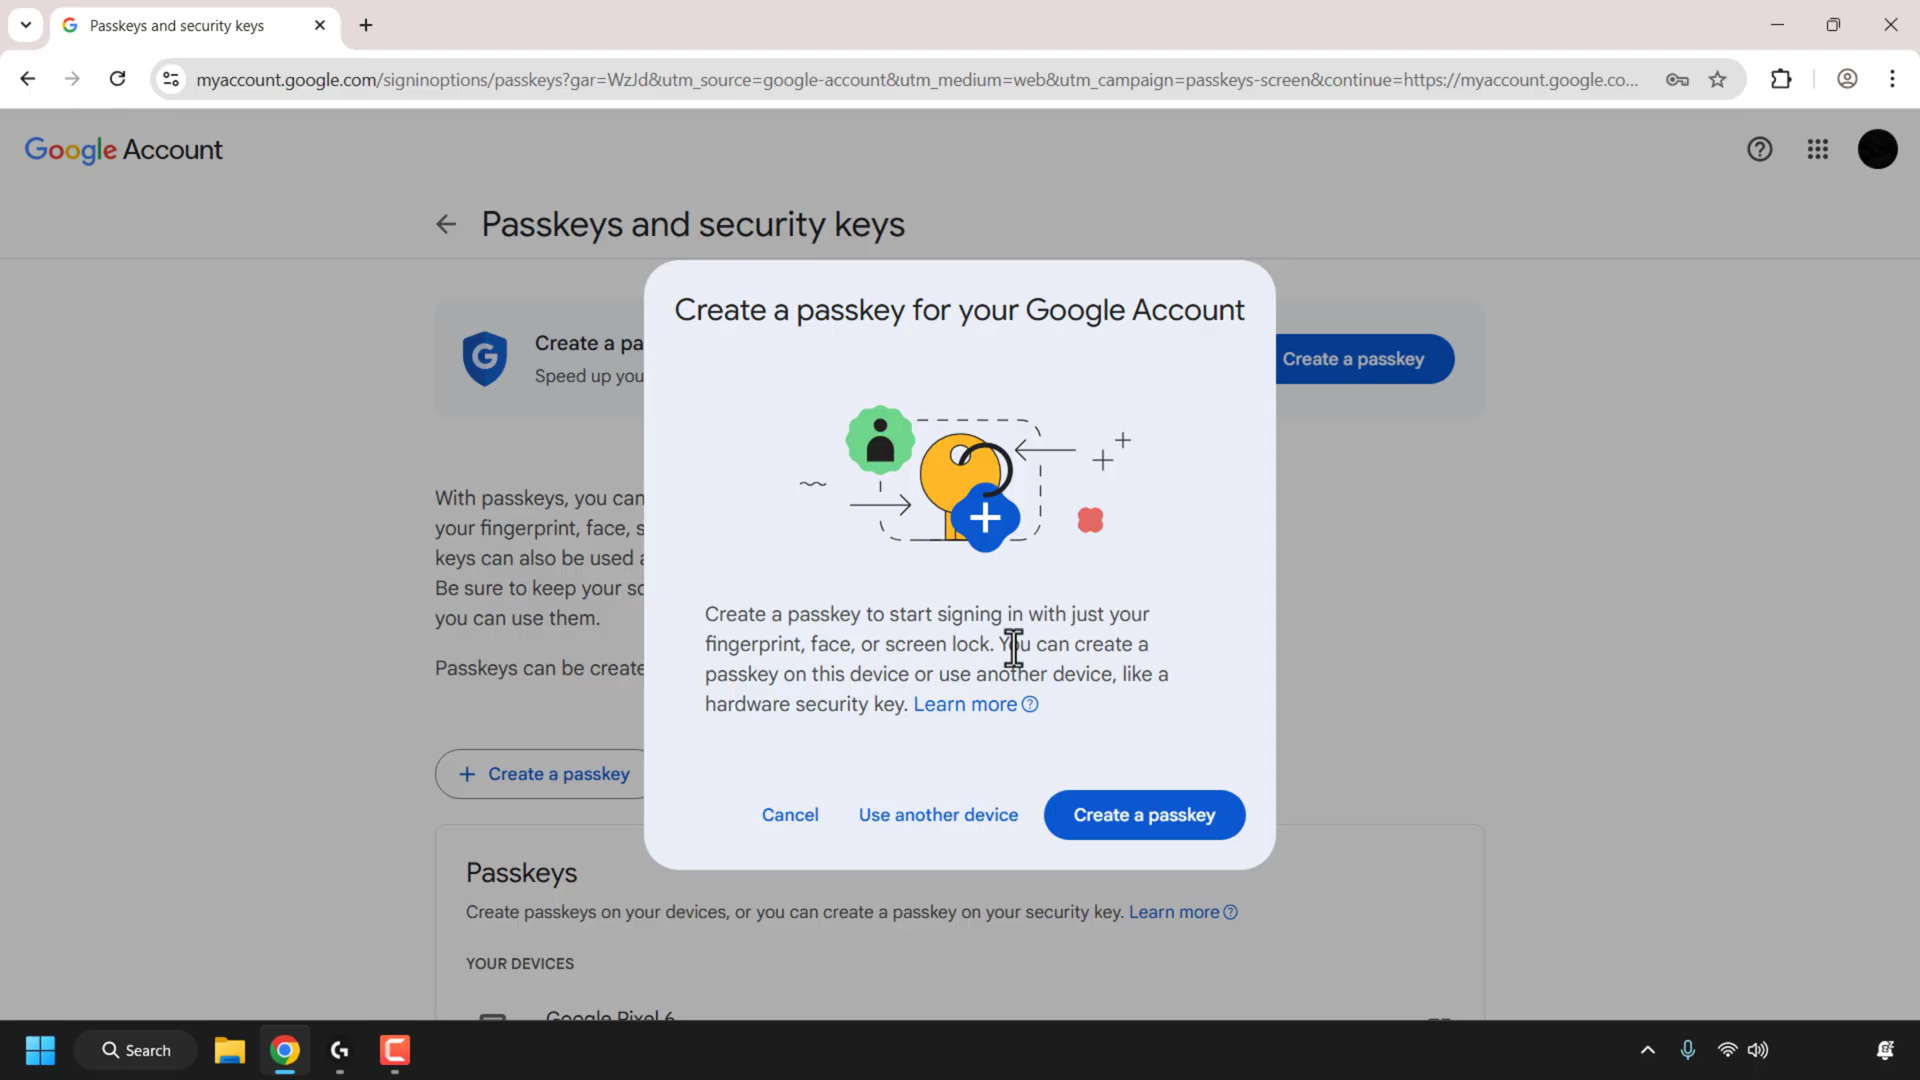 Passkeys and security keys
myaccount.google.com/signinoptions/passkeys?gar=WzJd&utm_source=google-account&utm_medium=web&utm_campaign=passkeys-screen&continue=https://myaccount.google.co...
Google Account
Passkeys and security keys
Create a passkey for your Google Account
Create a pa
Speed up you
Create a passkey
With passkeys, you can
your fingerprint, face, s
keys can also be used a
Be sure to keep your sc
you can use them.
Passkeys can be create
Create a passkey to start signing in with just your
fingerprint, face, or screen lock. You can create a
passkey on this device or use another device, like a
hardware security key. Learn more
+ Create a passkey
Cancel
Use another device
Create a passkey
Passkeys
Create passkeys on your devices, or you can create a passkey on your security key. Learn more
YOUR DEVICES
Google Pixel 6
Search